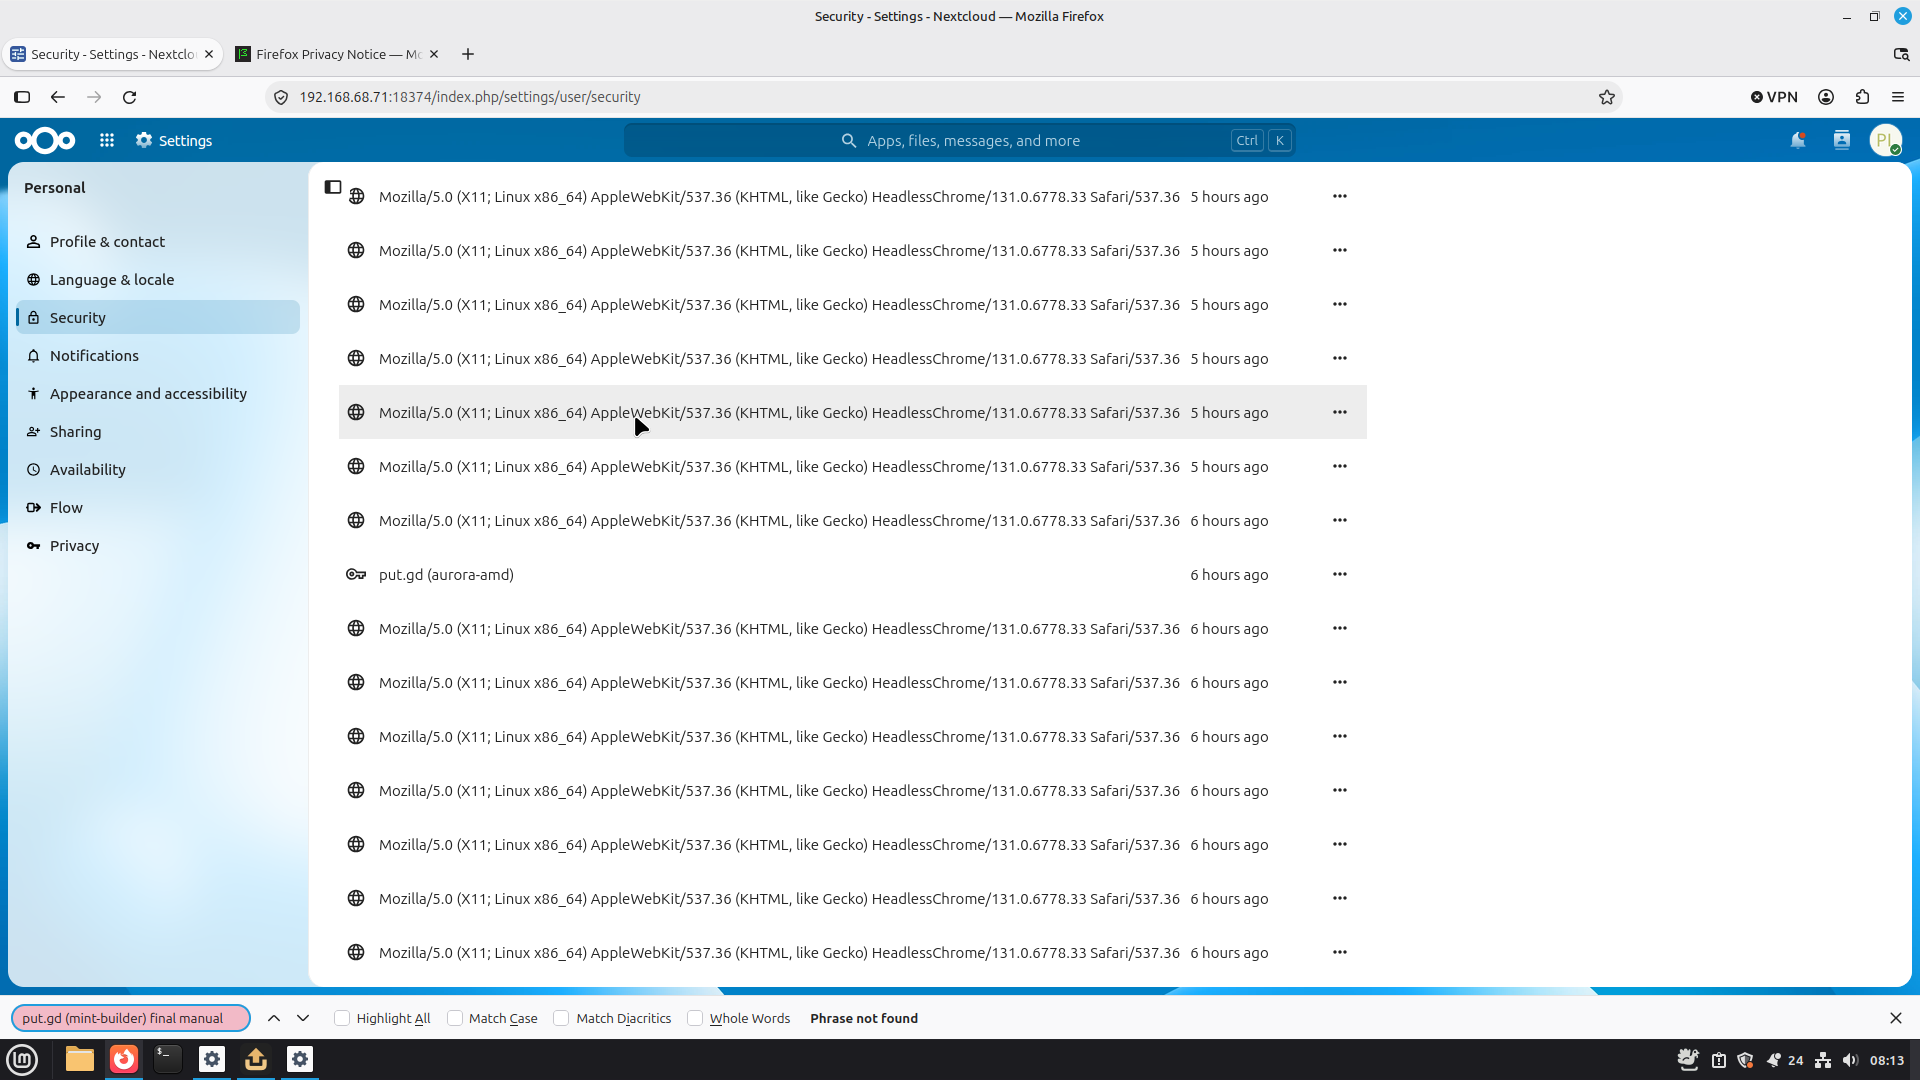 Security - Settings - Nextcloud — Mozilla Firefox
Security - Settings - Nextclo
Firefox Privacy Notice — Mo
192.168.68.71:18374/index.php/settings/user/security
VPN
Settings
Apps, files, messages, and more
Ctrl K
PI
Personal
Profile & contact
Language & locale
Security
Notifications
Appearance and accessibility
Sharing
Availability
Flow
Privacy
Mozilla/5.0 (X11; Linux x86_64) AppleWebKit/537.36 (KHTML, like Gecko) HeadlessChrome/131.0.6778.33 Safari/537.36 5 hours ago
Mozilla/5.0 (X11; Linux x86_64) AppleWebKit/537.36 (KHTML, like Gecko) HeadlessChrome/131.0.6778.33 Safari/537.36 5 hours ago
Mozilla/5.0 (X11; Linux x86_64) AppleWebKit/537.36 (KHTML, like Gecko) HeadlessChrome/131.0.6778.33 Safari/537.36 5 hours ago
Mozilla/5.0 (X11; Linux x86_64) AppleWebKit/537.36 (KHTML, like Gecko) HeadlessChrome/131.0.6778.33 Safari/537.36 5 hours ago
Mozilla/5.0 (X11; Linux x86_64) AppleWebKit/537.36 (KHTML, like Gecko) HeadlessChrome/131.0.6778.33 Safari/537.36 5 hours ago
Mozilla/5.0 (X11; Linux x86_64) AppleWebKit/537.36 (KHTML, like Gecko) HeadlessChrome/131.0.6778.33 Safari/537.36 5 hours ago
Mozilla/5.0 (X11; Linux x86_64) AppleWebKit/537.36 (KHTML, like Gecko) HeadlessChrome/131.0.6778.33 Safari/537.36 6 hours ago
put.gd (aurora-amd) 6 hours ago
Mozilla/5.0 (X11; Linux x86_64) AppleWebKit/537.36 (KHTML, like Gecko) HeadlessChrome/131.0.6778.33 Safari/537.36 6 hours ago
Mozilla/5.0 (X11; Linux x86_64) AppleWebKit/537.36 (KHTML, like Gecko) HeadlessChrome/131.0.6778.33 Safari/537.36 6 hours ago
Mozilla/5.0 (X11; Linux x86_64) AppleWebKit/537.36 (KHTML, like Gecko) HeadlessChrome/131.0.6778.33 Safari/537.36 6 hours ago
Mozilla/5.0 (X11; Linux x86_64) AppleWebKit/537.36 (KHTML, like Gecko) HeadlessChrome/131.0.6778.33 Safari/537.36 6 hours ago
Mozilla/5.0 (X11; Linux x86_64) AppleWebKit/537.36 (KHTML, like Gecko) HeadlessChrome/131.0.6778.33 Safari/537.36 6 hours ago
Mozilla/5.0 (X11; Linux x86_64) AppleWebKit/537.36 (KHTML, like Gecko) HeadlessChrome/131.0.6778.33 Safari/537.36 6 hours ago
Mozilla/5.0 (X11; Linux x86_64) AppleWebKit/537.36 (KHTML, like Gecko) HeadlessChrome/131.0.6778.33 Safari/537.36 6 hours ago
put.gd (mint-builder) final manual Highlight All Match Case Match Diacritics Whole Words Phrase not found
24 08:13